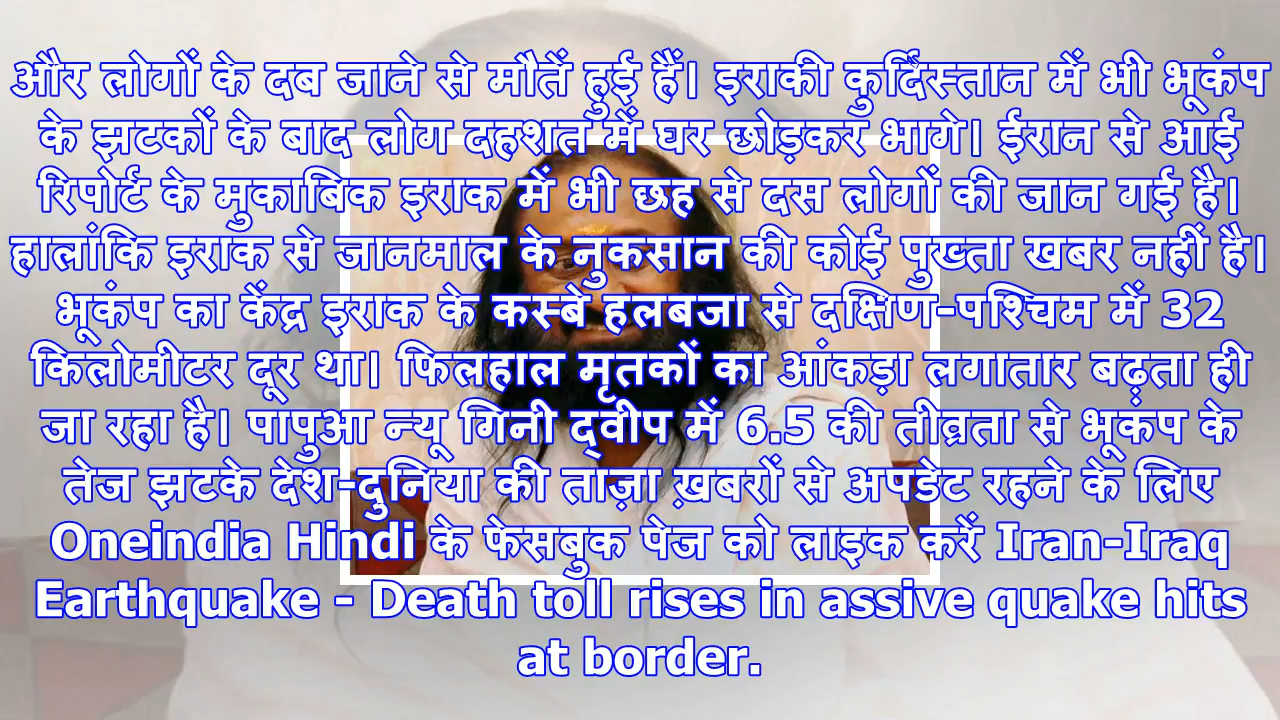 और लोगों के दब जाने से मौतें हुई हैं। इराकी कुर्दिस्तान में भी भूकंप
के झटकों के बाद लोग दहशत में घर छोड़कर भागे। ईरान से आई
रिपोर्ट के मुकाबिक इराक में भी छह से दस लोगों की जान गई है।
हालांकि इराक से जानमाल के नुकसान की कोई पुख्ता खबर नहीं है।
भूकंप का केंद्र इराक के कस्बे हलबजा से दक्षिण-पश्चिम में 32
किलोमीटर दूर था। फिलहाल मृतकों का आंकड़ा लगातार बढ़ता ही
जा रहा है। पापुआ न्यू गिनी द्वीप में 6.5 की तीव्रता से भूकंप के
तेज झटके देश-दुनिया की ताज़ा ख़बरों से अपडेट रहने के लिए
Oneindia Hindi के फेसबुक पेज को लाइक करें Iran-Iraq
Earthquake - Death toll rises in assive quake hits
at border.